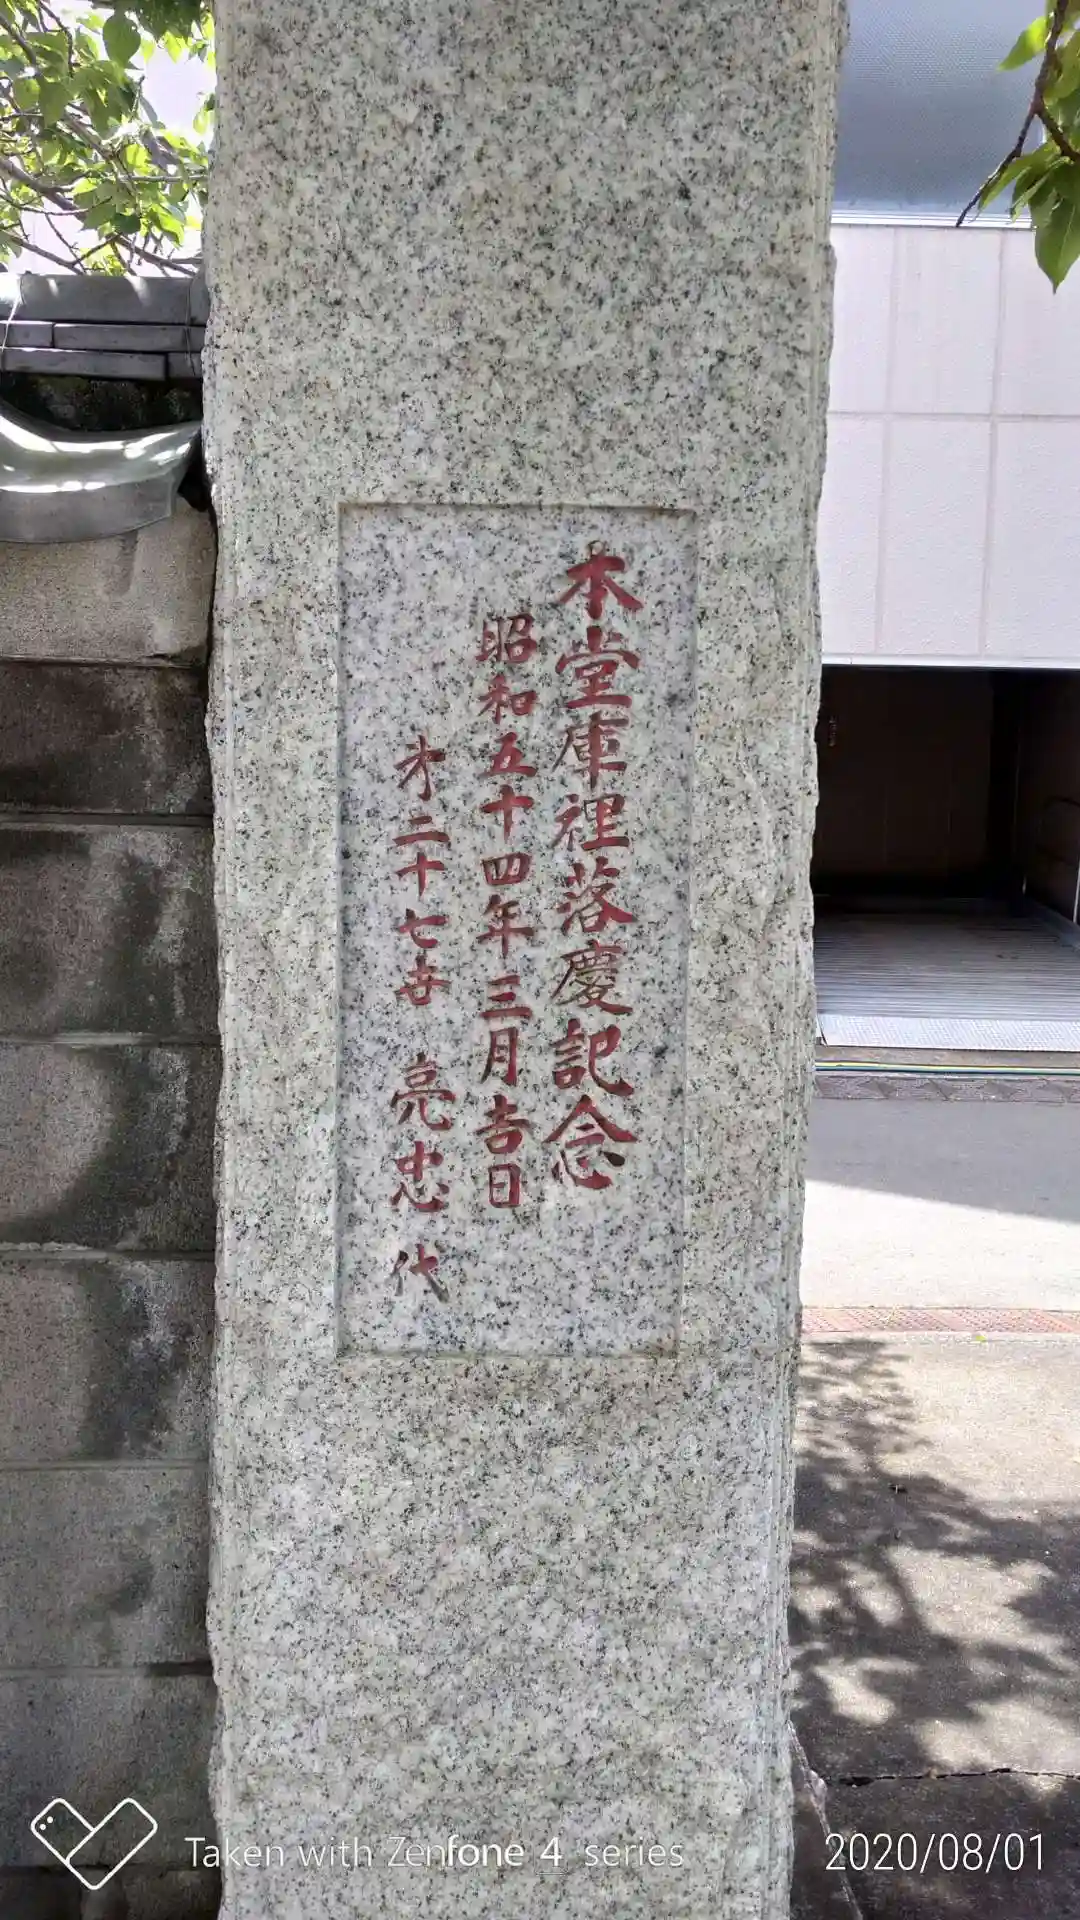 本堂庫裡落慶記念
昭和五十四年三月吉日
㐧二十七世 亮忠 代
Taken with Zenfone 4 series
2020/08/01